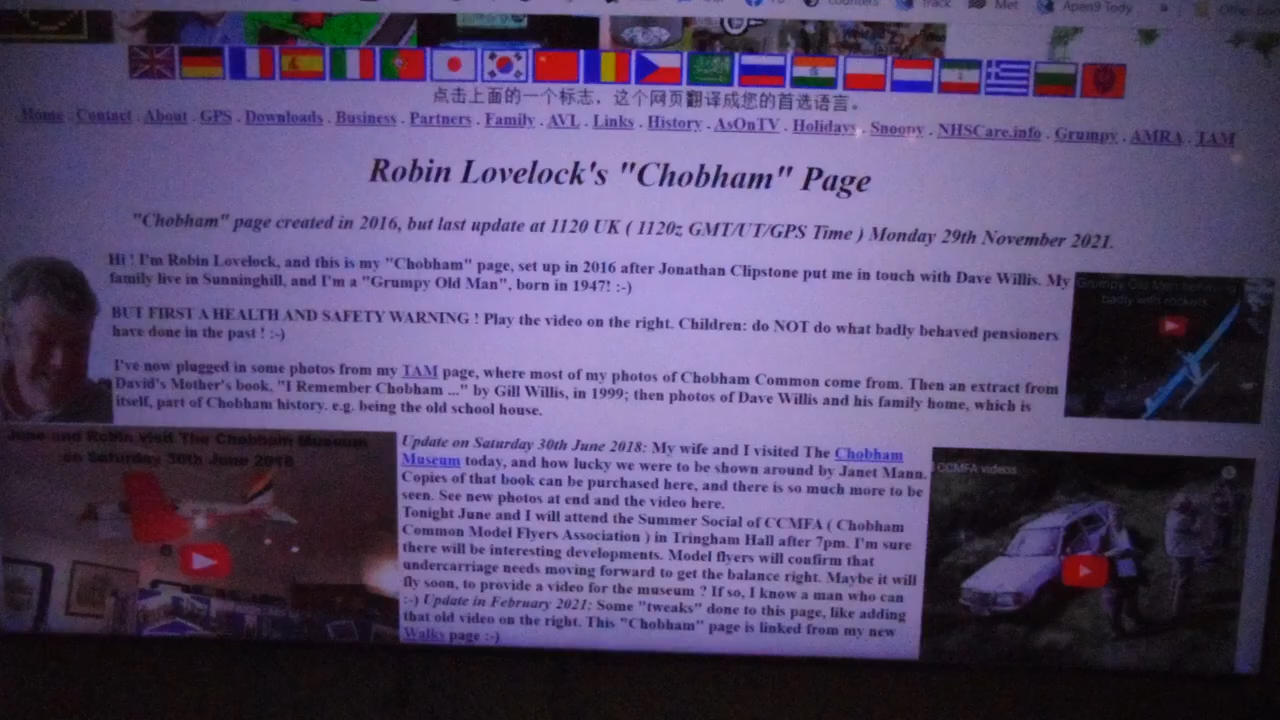 Met
Track
点击上面的一个标志，这个网页翻译成您的首选语言。
Home . Contact . About . GPS . Downloads . Business . Partners . Family . AVL . Links . History . AsOnTV . Holidays . Snoopy . NHSCare.info . Grumpy . AMRA . TAM
Robin Lovelock's "Chobham" Page
"Chobham" page created in 2016, but last update at 1120 UK ( 1120z GMT/UT/GPS Time ) Monday 29th November 2021.
Hi ! I'm Robin Lovelock, and this is my "Chobham" page, set up in 2016 after Jonathan Clipstone put me in touch with Dave Willis. My
family live in Sunninghill, and I'm a "Grumpy Old Man", born in 1947! :-)
Grumpy Old Men behaving
badly with rockets
BUT FIRST A HEALTH AND SAFETY WARNING ! Play the video on the right. Children: do NOT do what badly behaved pensioners
have done in the past ! :-)
I've now plugged in some photos from my TAM page, where most of my photos of Chobham Common come from. Then an extract from
David's Mother's book, "I Remember Chobham ..." by Gill Willis, in 1999; then photos of Dave Willis and his family home, which is
itself, part of Chobham history. e.g. being the old school house.
June and Robin visit The Chobham Museum
on Saturday 30th June 2018
Update on Saturday 30th June 2018: My wife and I visited The Chobham
Museum today, and how lucky we were to be shown around by Janet Mann.
Copies of that book can be purchased here, and there is so much more to be
seen. See new photos at end and the video here.
Tonight June and I will attend the Summer Social of CCMFA ( Chobham
Common Model Flyers Association ) in Tringham Hall after 7pm. I'm sure
there will be interesting developments. Model flyers will confirm that
undercarriage needs moving forward to get the balance right. Maybe it will
fly soon, to provide a video for the museum ? If so, I know a man who can
:-) Update in February 2021: Some "tweaks" done to this page, like adding
that old video on the right. This "Chobham" page is linked from my new
Walks page :-)
CCMFA videos